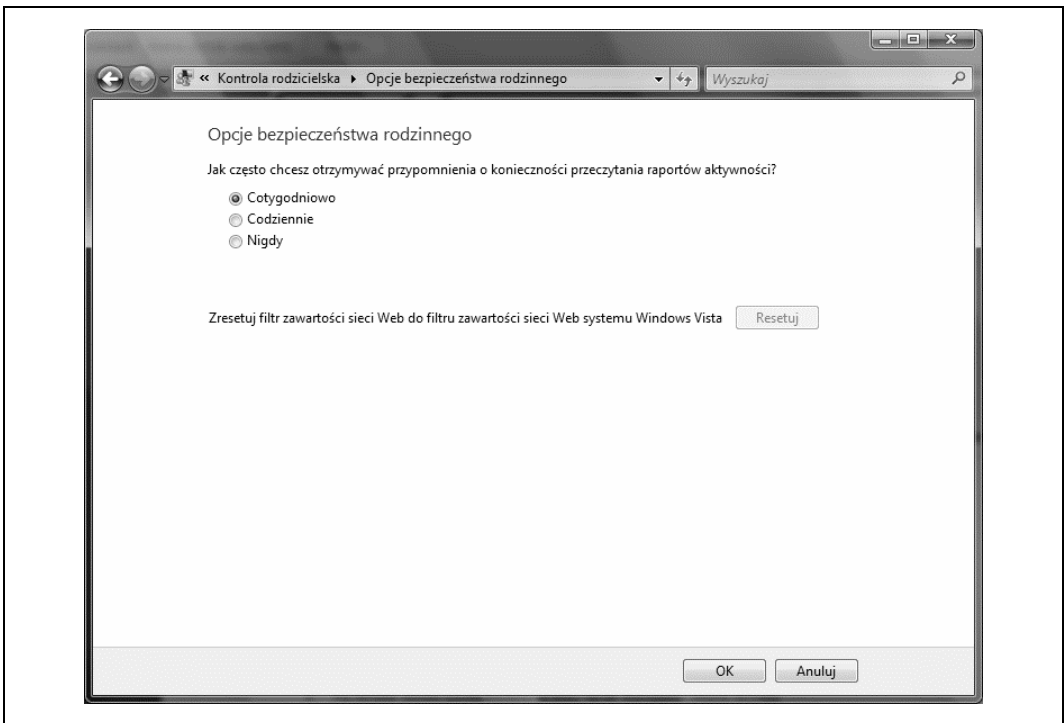 « Kontrola rodzicielska ▸ Opcje bezpieczeństwa rodzinnego Wyszukaj
Opcje bezpieczeństwa rodzinnego
Jak często chcesz otrzymywać przypomnienia o konieczności przeczytania raportów aktywności?
Cotygodniowo
Codziennie
Nigdy
Zresetuj filtr zawartości sieci Web do filtru zawartości sieci Web systemu Windows Vista Resetuj
OK Anuluj